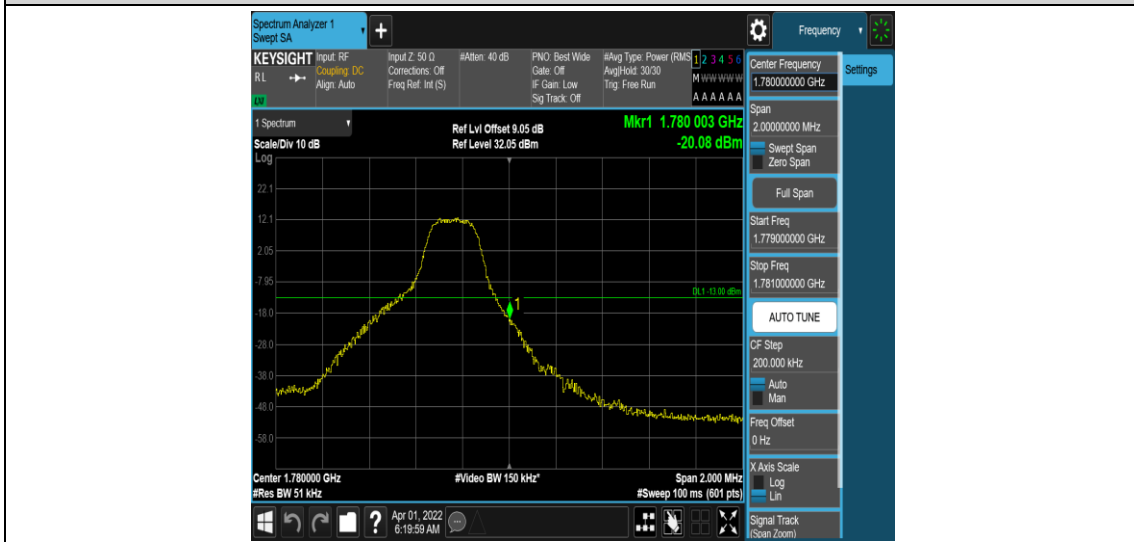 Spectrum Analyzer 1
Swept SA
+
Frequency
KEYSIGHT
RL
LXI
Input: RF
Coupling: DC
Align: Auto
Input Z: 50 Ω
Corrections: Off
Freq Ref: Int (S)
#Atten: 40 dB
PNO: Best Wide
Gate: Off
IF Gain: Low
Sig Track: Off
#Avg Type: Power (RMS
Avg|Hold: 30/30
Trig: Free Run
1 2 3 4 5 6
M W W W W W
A A A A A A
Center Frequency
1.780000000 GHz
Settings
Span
2.00000000 MHz
Swept Span
Zero Span
Full Span
Start Freq
1.779000000 GHz
Stop Freq
1.781000000 GHz
AUTO TUNE
CF Step
200.000 kHz
Auto
Man
Freq Offset
0 Hz
X Axis Scale
Log
Lin
Signal Track
(Span Zoom)
1 Spectrum
Scale/Div 10 dB
Log
Ref Lvl Offset 9.05 dB
Ref Level 32.05 dBm
Mkr1 1.780 003 GHz
-20.08 dBm
22.1
12.1
2.05
-7.95
DL1 -13.00 dBm
1
-18.0
-28.0
-38.0
-48.0
-58.0
Center 1.780000 GHz
#Video BW 150 kHz*
Span 2.000 MHz
#Res BW 51 kHz
#Sweep 100 ms (601 pts)
?
Apr 01, 2022
6:19:59 AM